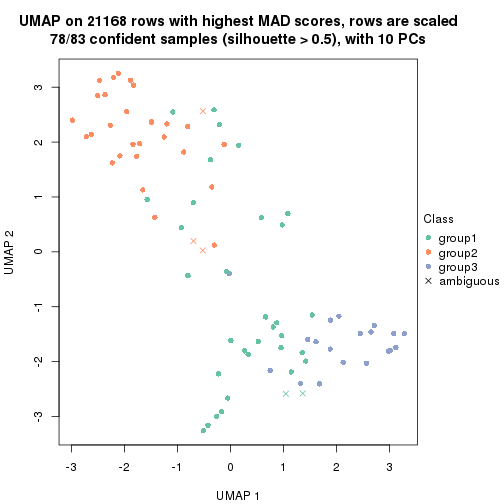 UMAP on 21168 rows with highest MAD scores, rows are scaled
78/83 confident samples (silhouette > 0.5), with 10 PCs
3
2
1
0
-1
-2
-3
UMAP 2
-3
-2
-1
0
1
2
3
UMAP 1
Class
group1
group2
group3
ambiguous